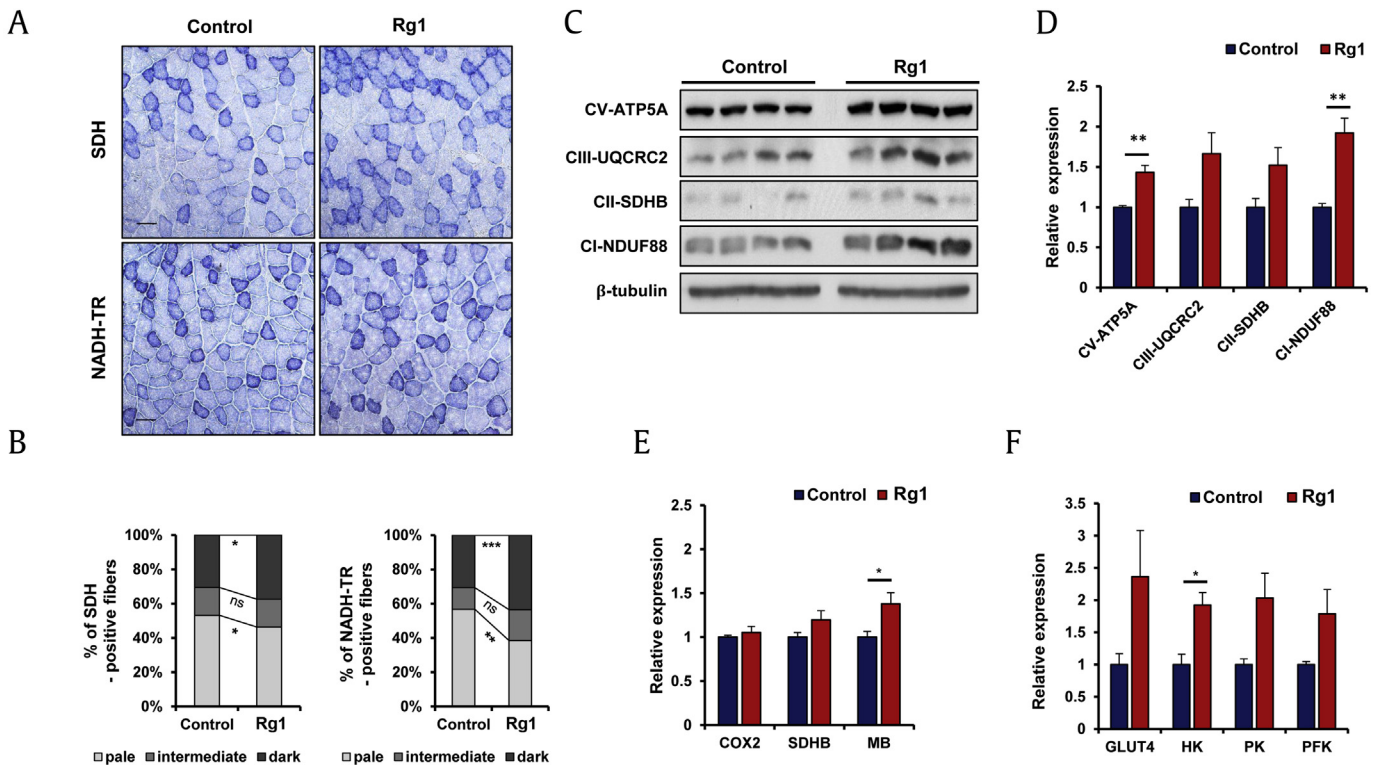 A
Control
Rg1
SDH
NADH-TR
B
% of SDH
- positive fibers
100%
80%
60%
40%
20%
0%
*
ns
*
Control
Rg1
pale
intermediate
dark
% of NADH-TR
- positive fibers
100%
80%
60%
40%
20%
0%
***
ns
**
Control
Rg1
pale
intermediate
dark
C
Control
Rg1
CV-ATP5A
CIII-UQCRC2
CII-SDHB
CI-NDUF88
β-tubulin
D
Control
Rg1
Relative expression
2.5
2
1.5
1
0.5
0
**
**
CV-ATP5A
CIII-UQCRC2
CII-SDHB
CI-NDUF88
E
Control
Rg1
Relative expression
2.5
2
1.5
1
0.5
0
*
COX2
SDHB
MB
F
Control
Rg1
Relative expression
3.5
3
2.5
2
1.5
1
0.5
0
*
GLUT4
HK
PK
PFK